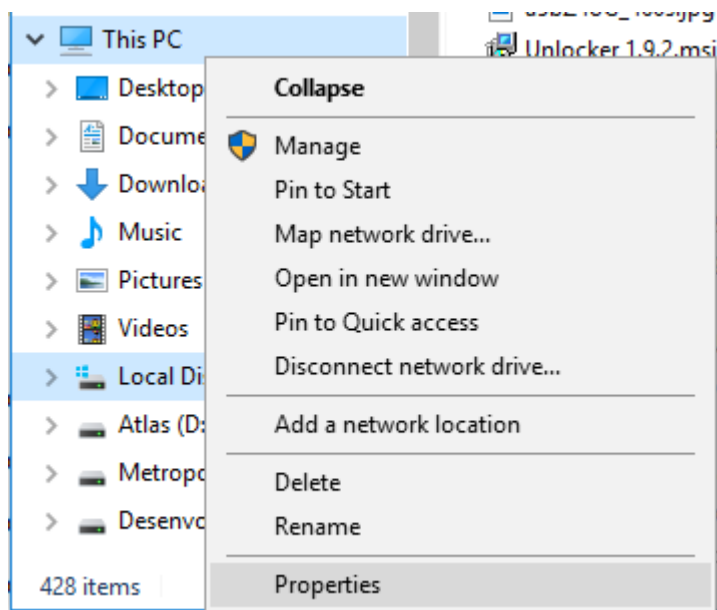 This PC
Unlocker 1.9.2.msi
Desktop
Docume
Downloa
Music
Pictures
Videos
Local Di
Atlas (D:
Metropo
Desenvo
428 items
Collapse
Manage
Pin to Start
Map network drive...
Open in new window
Pin to Quick access
Disconnect network drive...
Add a network location
Delete
Rename
Properties